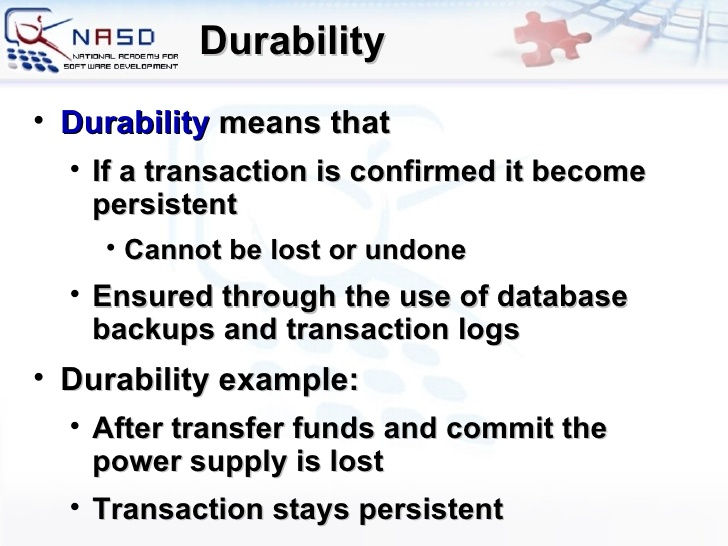 NASD
NATIONAL ACADEMY FOR
SOFTWARE DEVELOPMENT
Durability
• Durability means that
• If a transaction is confirmed it become
persistent
• Cannot be lost or undone
• Ensured through the use of database
backups and transaction logs
• Durability example:
• After transfer funds and commit the
power supply is lost
• Transaction stays persistent